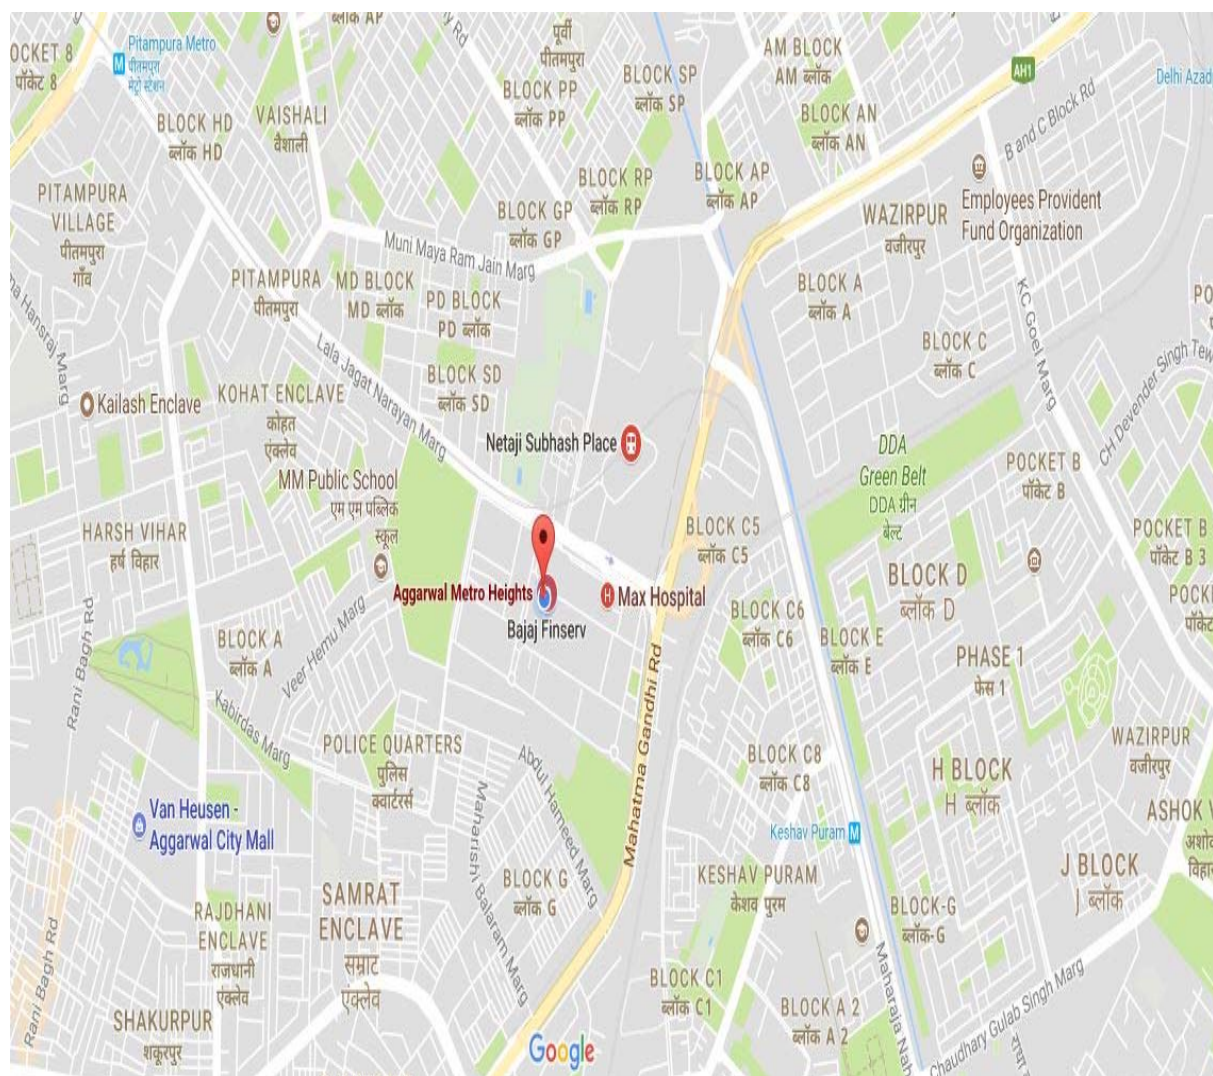 ब्लॉक AP
Pitampura Metro
पीतमपुरा
मेट्रो स्टेशन
OCKET 8
पॉकेट 8
पूर्वी
पीतमपुरा
AM BLOCK
AM ब्लॉक
AH1
Delhi Azad
BLOCK SP
ब्लॉक SP
BLOCK PP
ब्लॉक PP
VAISHALI
वैशाली
BLOCK HD
ब्लॉक HD
BLOCK AN
ब्लॉक AN
B and C Block Rd
BLOCK RP
ब्लॉक RP
BLOCK AP
ब्लॉक AP
PITAMPURA
VILLAGE
पीतमपुरा
गाँव
BLOCK GP
ब्लॉक GP
WAZIRPUR
वजीरपुर
Employees Provident
Fund Organization
Muni Maya Ram Jain Marg
PITAMPURA
पीतमपुरा
MD BLOCK
MD ब्लॉक
PD BLOCK
PD ब्लॉक
BLOCK A
ब्लॉक A
KC Goel Marg
ma Hansraj Marg
Lala Jagat Narayan Marg
BLOCK C
ब्लॉक C
CH Devender Singh Tew
BLOCK SD
ब्लॉक SD
Kailash Enclave
KOHAT ENCLAVE
कोहत
एंक्लेव
Netaji Subhash Place
DDA
Green Belt
DDA ग्रीन
बेल्ट
POCKET B
पॉकेट B
MM Public School
एम एम पब्लिक
स्कूल
HARSH VIHAR
हर्ष विहार
BLOCK C5
ब्लॉक C5
POCKET B
पॉकेट B 3
BLOCK D
ब्लॉक D
Aggarwal Metro Heights
Bajaj Finserv
Max Hospital
BLOCK C6
ब्लॉक C6
POCKE
पॉकेट
Rani Bagh Rd
BLOCK A
ब्लॉक A
Veer Hemu Marg
BLOCK E
ब्लॉक E
PHASE 1
फेस 1
Kabirdas Marg
Mahatma Gandhi Rd
POLICE QUARTERS
पुलिस
क्वार्टरर्स
Abdul Hameed Marg
BLOCK C8
ब्लॉक C8
WAZIRPUR
वजीरपुर
H BLOCK
H ब्लॉक
Van Heusen -
Aggarwal City Mall
Maharishi Balaram Marg
Keshav Puram
ASHOK V
अशो
विहा
J BLOCK
J ब्लॉक
SAMRAT
ENCLAVE
सम्राट
एंक्लेव
BLOCK G
ब्लॉक G
KESHAV PURAM
केशव पुरम
BLOCK-G
ब्लॉक-G
RAJDHANI
ENCLAVE
राजधानी
एंक्लेव
Rani Bagh Rd
BLOCK C1
ब्लॉक C1
BLOCK A 2
ब्लॉक A 2
Maharaja Nah
Chaudhary Gulab Singh Marg
SHAKURPUR
शकूरपुर
Google